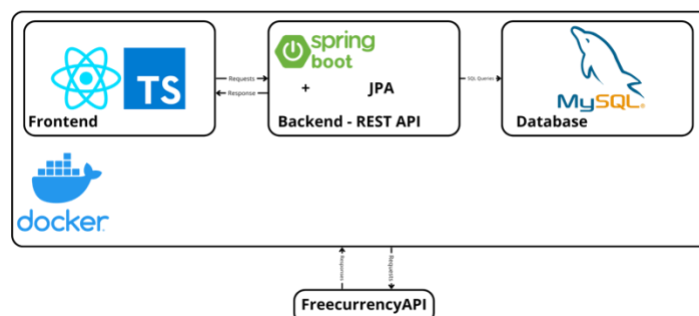 TS
Frontend
Requests
Response
spring
boot
+ JPA
Backend - REST API
SQL Queries
MySQL®
Database
docker
Response
Requests
FreecurrencyAPI